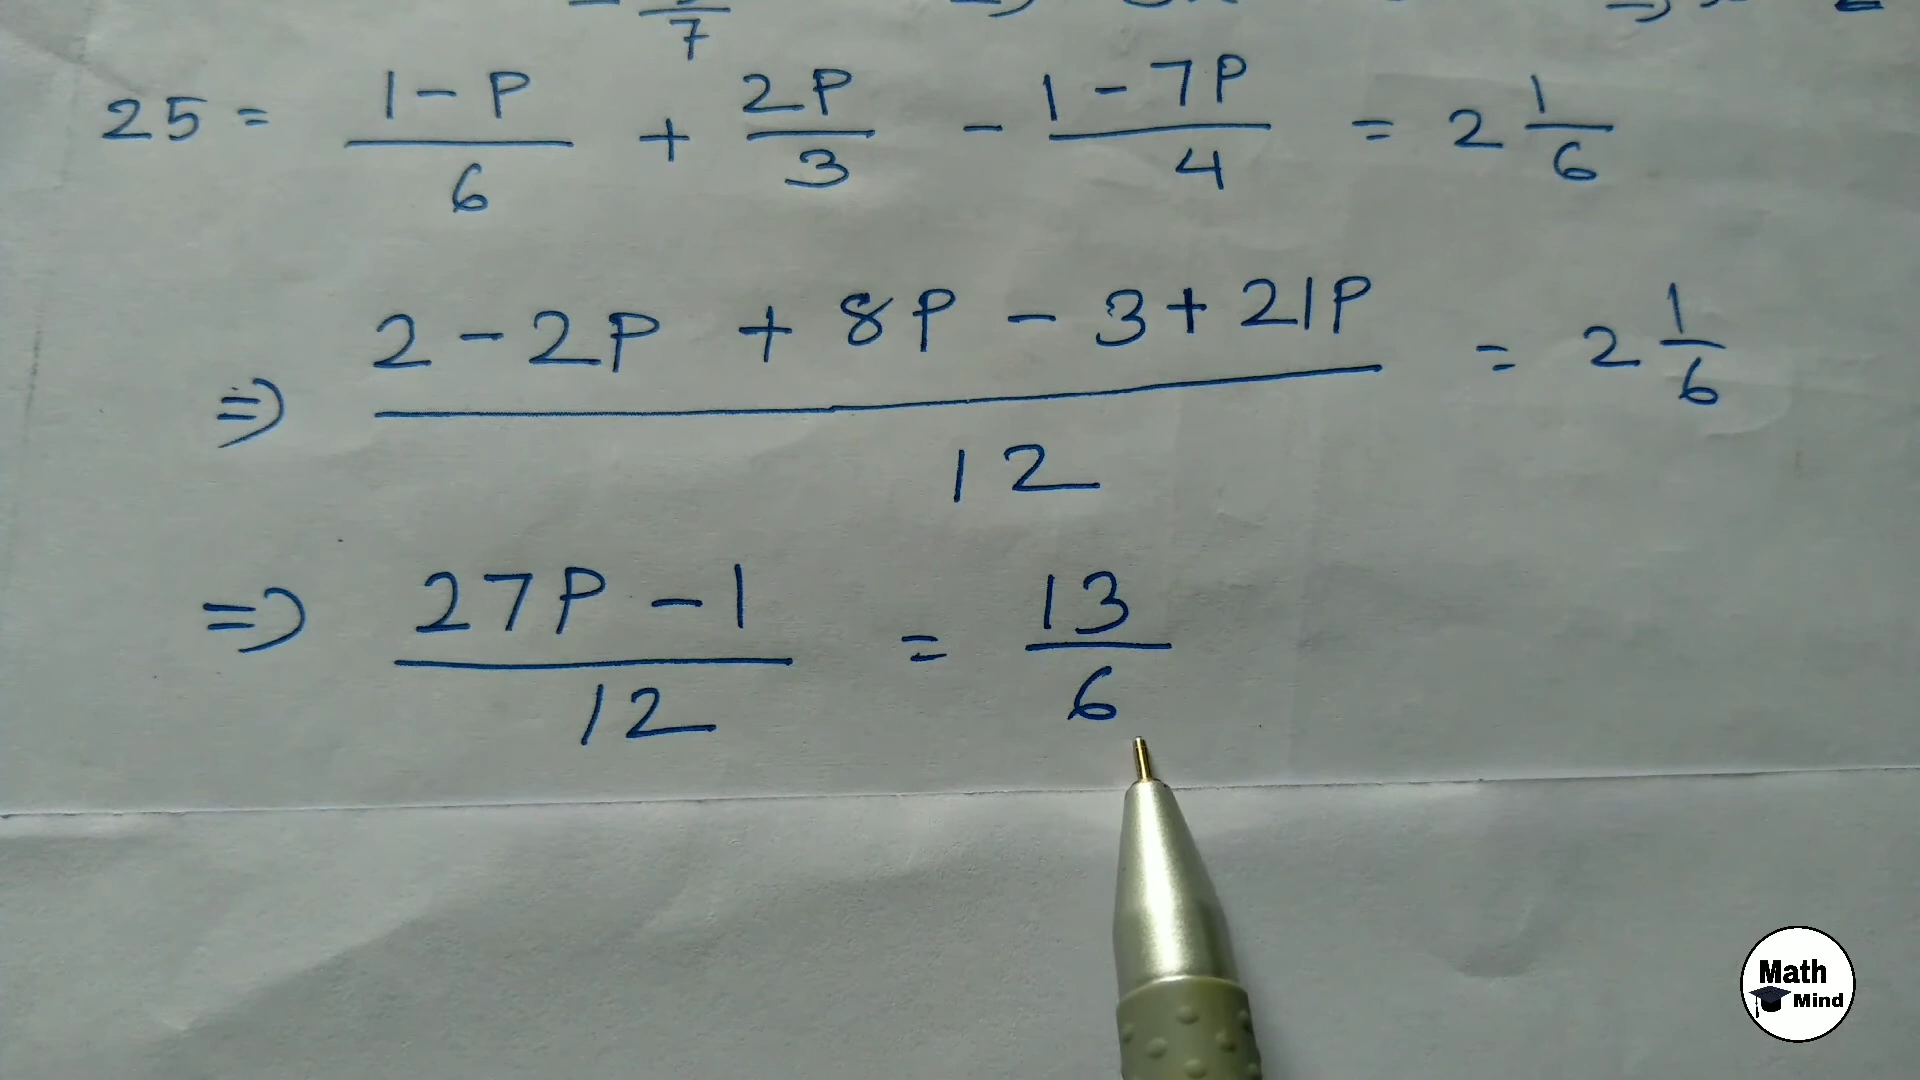 7
25 = (1-P)/6 + 2P/3 - (1-7P)/4 = 2 1/6
⇒ (2-2P + 8P - 3+21P)/12 = 2 1/6
⇒ (27P-1)/12 = 13/6
Math
Mind